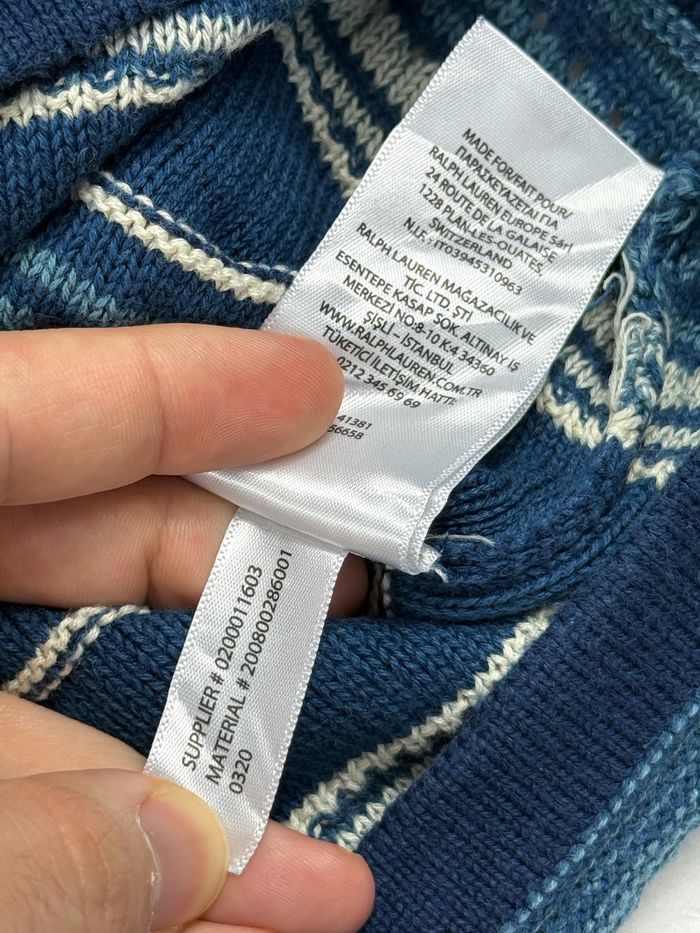 MADE FOR/FAIT POUR/
ΠΑΡΑΣΚΕΥΑΖΕΤΑΙ ΓΙΑ
RALPH LAUREN EUROPE Sàrl
24 ROUTE DE LA GALAISE
1228 PLAN-LES-OUATES,
SWITZERLAND
N.I.F.: IT03945310963
RALPH LAUREN MAĞAZACILIK VE
TİC. LTD. ŞTİ
ESENTEPE KASAP SOK. ALTINAY İŞ
MERKEZİ NO:8-10 K:4 34360
ŞİŞLİ - İSTANBUL
WWW.RALPHLAUREN.COM.TR
TÜKETİCİ İLETİŞİM HATTI:
0212 345 69 69
41381
56658
SUPPLIER # 0200011603
MATERIAL # 200800286001
0320